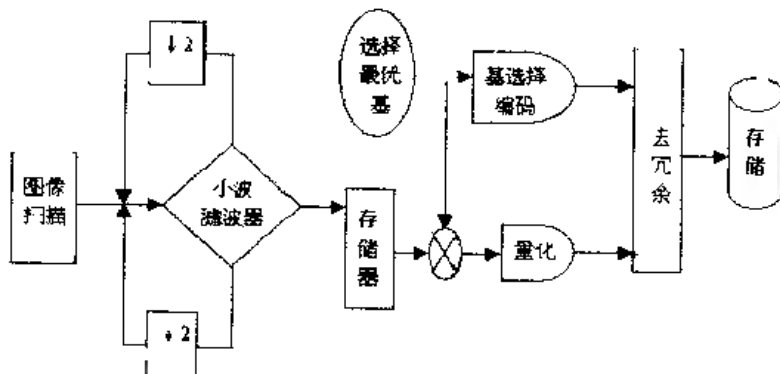 ↓ 2
选择
最优
基
基选择
编码
图像
扫描
小波
滤波器
存
储
器
量化
去
冗
余
存
储
↓ 2